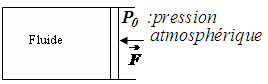 P₀ :pression
atmosphérique
Fluide
F